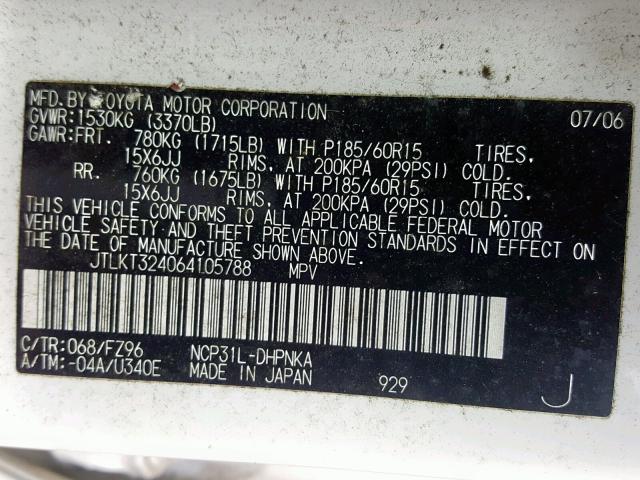 MFD.BY TOYOTA MOTOR CORPORATION 07/06
GVWR:1530KG (3370LB)
GAWR:FRT. 780KG (1715LB) WITH P185/60R15 TIRES,
15X6JJ RIMS, AT 200KPA (29PSI) COLD.
RR. 760KG (1675LB) WITH P185/60R15 TIRES,
15X6JJ RIMS, AT 200KPA (29PSI) COLD.
THIS VEHICLE CONFORMS TO ALL APPLICABLE FEDERAL MOTOR
VEHICLE SAFETY AND THEFT PREVENTION STANDARDS IN EFFECT ON
THE DATE OF MANUFACTURE SHOWN ABOVE.
JTLKT324064105788 MPV
C/TR:068/FZ96 NCP31L-DHPNKA
A/TM:-04A/U340E MADE IN JAPAN 929 J